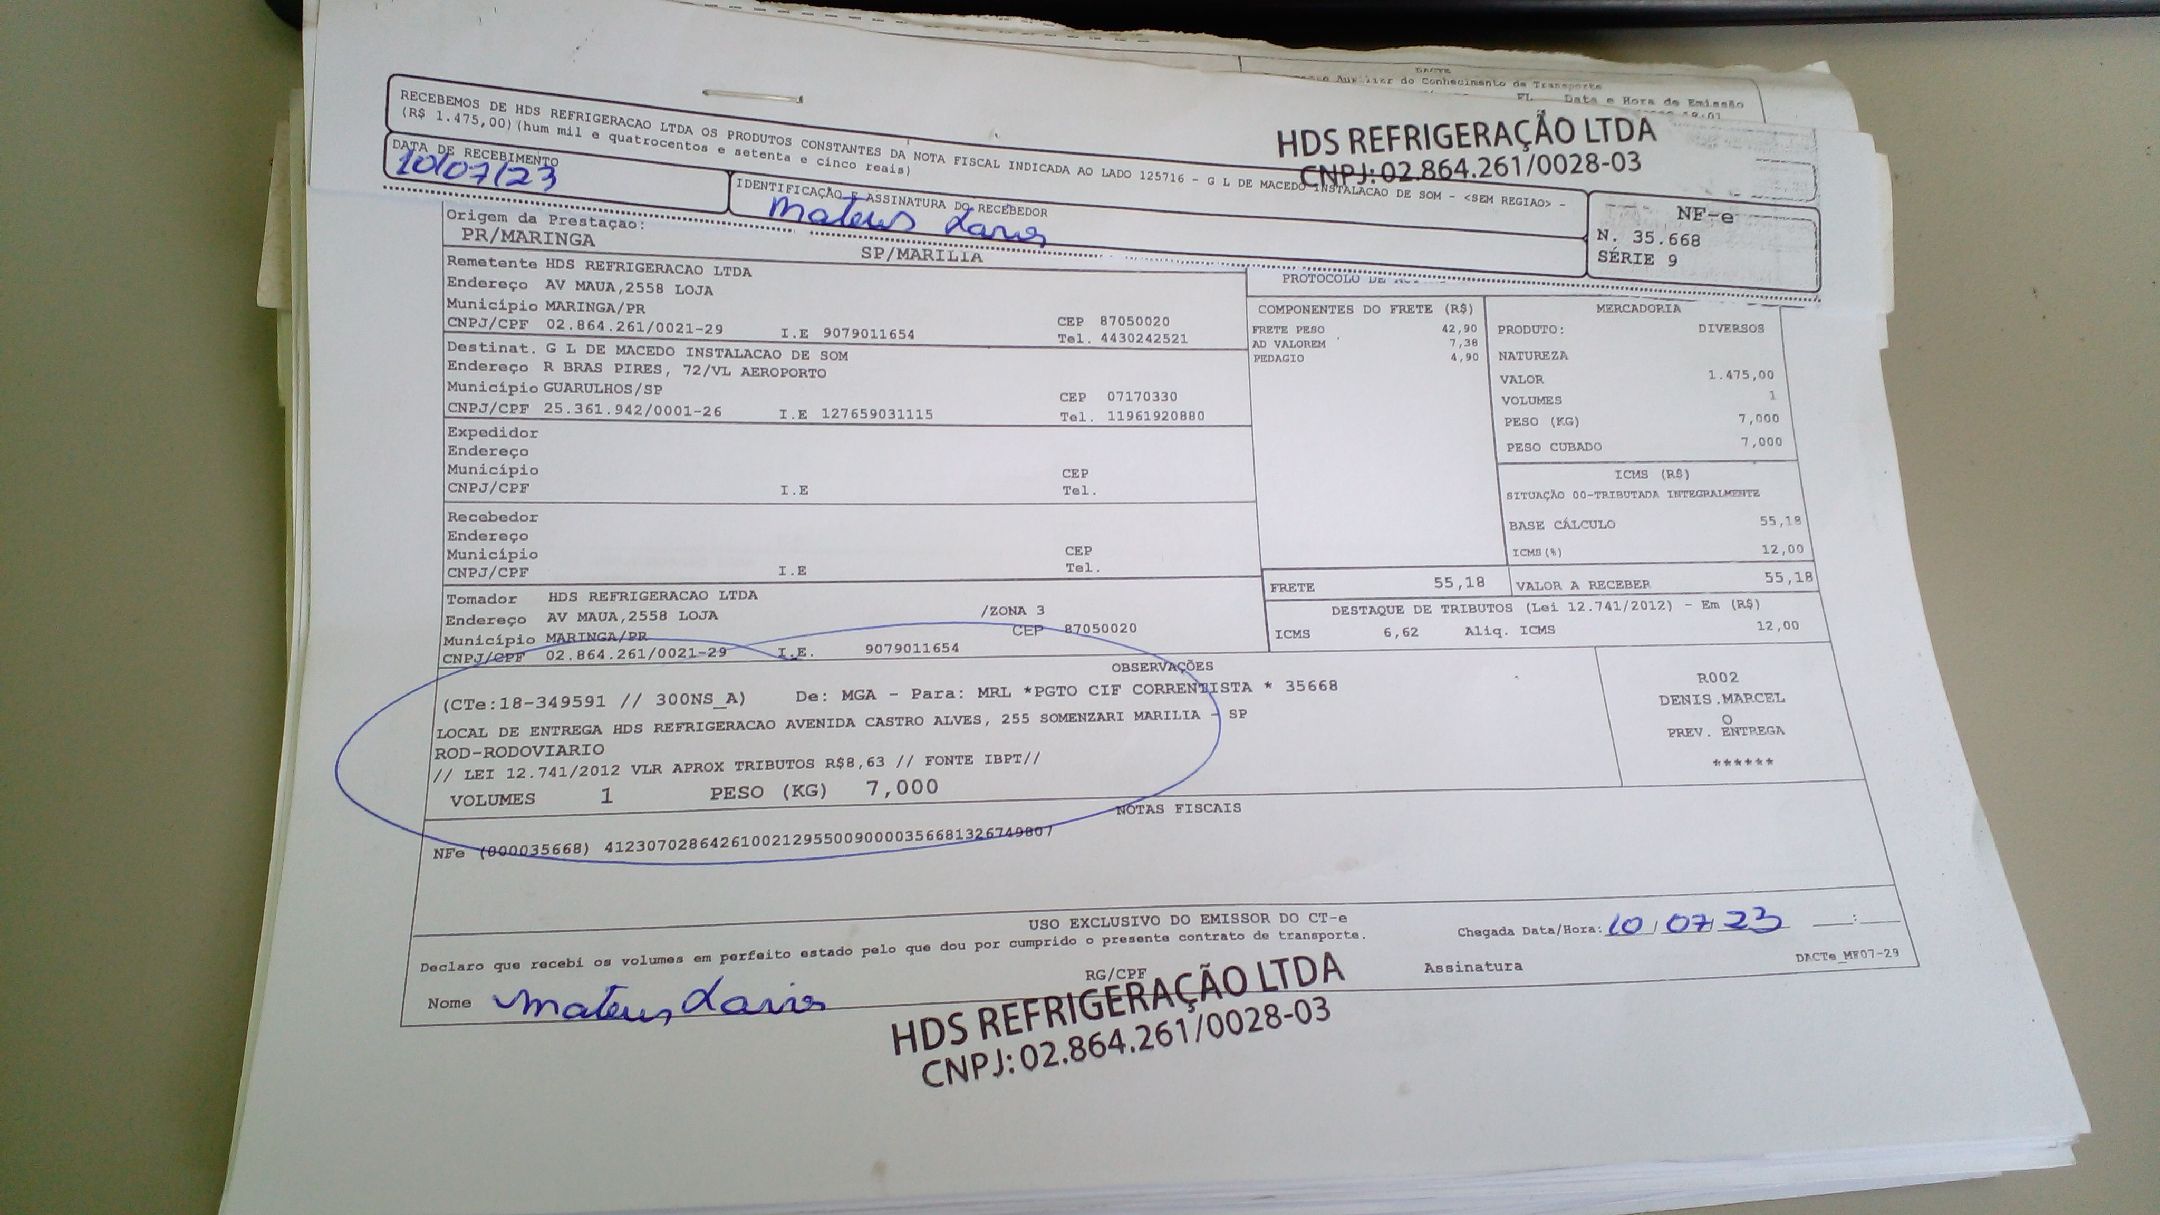 DACTE
Auxiliar do Conhecimento de Transporte
FL Data e Hora de Emissão
RECEBEMOS DE HDS REFRIGERACAO LTDA OS PRODUTOS CONSTANTES DA NOTA FISCAL INDICADA AO LADO 125716 - G L DE MACEDO INSTALACAO DE SOM - <SEM REGIAO> -
(R$ 1.475,00)(hum mil e quatrocentos e setenta e cinco reais)
HDS REFRIGERAÇÃO LTDA
CNPJ: 02.864.261/0028-03
DATA DE RECEBIMENTO
10/07/23
IDENTIFICAÇÃO E ASSINATURA DO RECEBEDOR
Mateus
NF-e
N. 35.668
SÉRIE 9
Origem da Prestação:
PR/MARINGA
SP/MARILIA
Remetente HDS REFRIGERACAO LTDA
Endereço AV MAUA,2558 LOJA
Município MARINGA/PR CEP 87050020
CNPJ/CPF 02.864.261/0021-29 I.E 9079011654 Tel. 4430242521
Destinat. G L DE MACEDO INSTALACAO DE SOM
Endereço R BRAS PIRES, 72/VL AEROPORTO
Município GUARULHOS/SP CEP 07170330
CNPJ/CPF 25.361.942/0001-26 I.E 127659031115 Tel. 11961920880
Expedidor
Endereço
Município CEP
CNPJ/CPF I.E Tel.
Recebedor
Endereço
Município CEP
CNPJ/CPF I.E Tel.
Tomador HDS REFRIGERACAO LTDA
Endereço AV MAUA,2558 LOJA /ZONA 3
Município MARINGA/PR CEP 87050020
CNPJ/CPF 02.864.261/0021-29 I.E. 9079011654
PROTOCOLO DE
COMPONENTES DO FRETE (R$)
FRETE PESO 42,90
AD VALOREM 7,38
PEDAGIO 4,90
MERCADORIA
PRODUTO: DIVERSOS
NATUREZA
VALOR 1.475,00
VOLUMES 1
PESO (KG) 7,000
PESO CUBADO 7,000
ICMS (R$)
SITUAÇÃO 00-TRIBUTADA INTEGRALMENTE
BASE CÁLCULO 55,18
ICMS(%) 12,00
FRETE 55,18 VALOR A RECEBER 55,18
DESTAQUE DE TRIBUTOS (Lei 12.741/2012) - Em (R$)
ICMS 6,62 Aliq. ICMS 12,00
OBSERVAÇÕES
(CTe:18-349591 // 300NS_A) De: MGA - Para: MRL *PGTO CIF CORRENTISTA * 35668
LOCAL DE ENTREGA HDS REFRIGERACAO AVENIDA CASTRO ALVES, 255 SOMENZARI MARILIA - SP
ROD-RODOVIARIO
// LEI 12.741/2012 VLR APROX TRIBUTOS R$8,63 // FONTE IBPT//
VOLUMES 1 PESO (KG) 7,000
R002
DENIS.MARCEL
O
PREV. ENTREGA
******
NOTAS FISCAIS
NFe (000035668) 41230702864261002129550090000356681326749807
USO EXCLUSIVO DO EMISSOR DO CT-e
Declaro que recebi os volumes em perfeito estado pelo que dou por cumprido o presente contrato de transporte.
Chegada Data/Hora: 10/07/23 __:__
Nome Mateus RG/CPF Assinatura DACTe_MF07-29
HDS REFRIGERAÇÃO LTDA
CNPJ: 02.864.261/0028-03